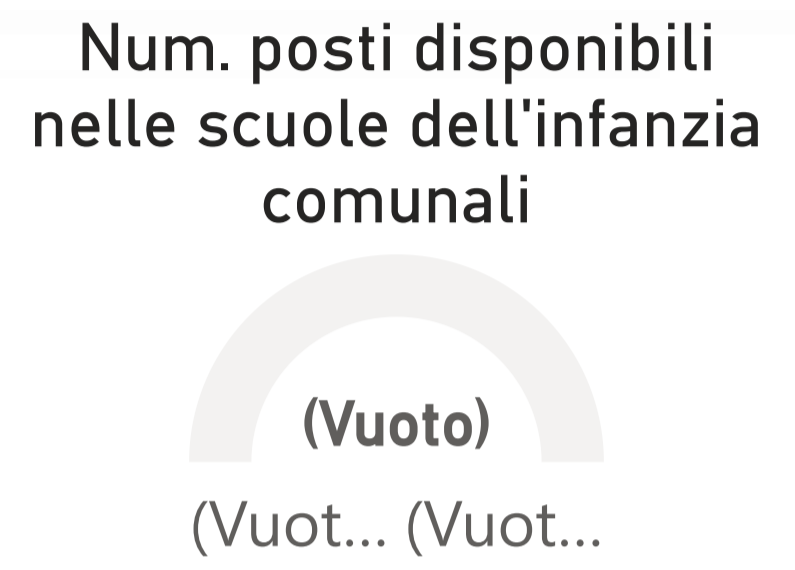 Num. posti disponibili
nelle scuole dell'infanzia
comunali
(Vuoto)
(Vuot... (Vuot...